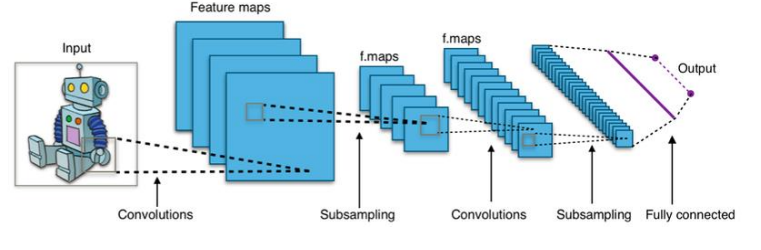 Feature maps
Input
f.maps
f.maps
Output
Convolutions
Subsampling
Convolutions
Subsampling
Fully connected